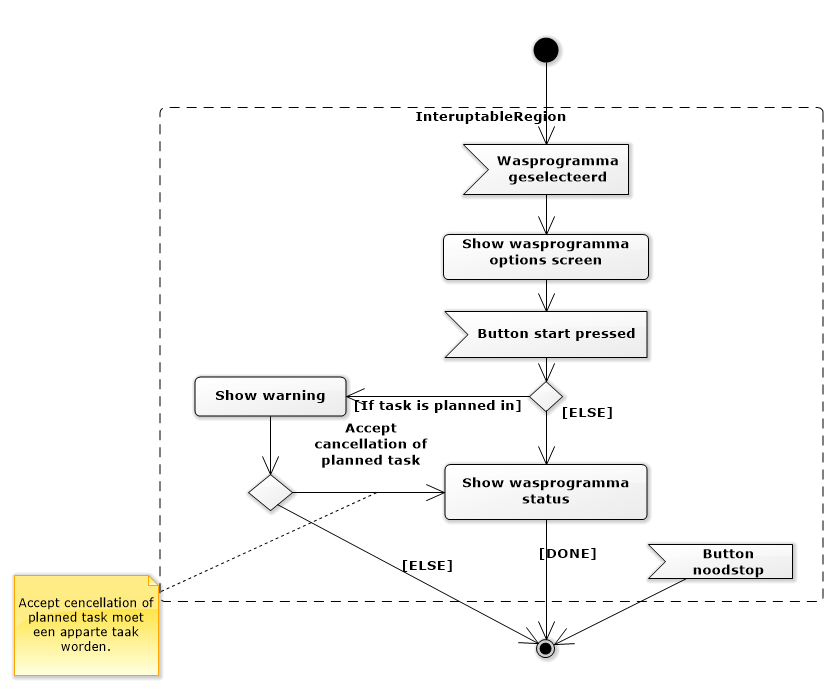 InteruptableRegion
Wasprogramma
geselecteerd
Show wasprogramma
options screen
Button start pressed
Show warning
[If task is planned in]
[ELSE]
Accept
cancellation of
planned task
Show wasprogramma
status
[ELSE]
[DONE]
Button
noodstop
Accept cencellation of
planned task moet
een apparte taak
worden.